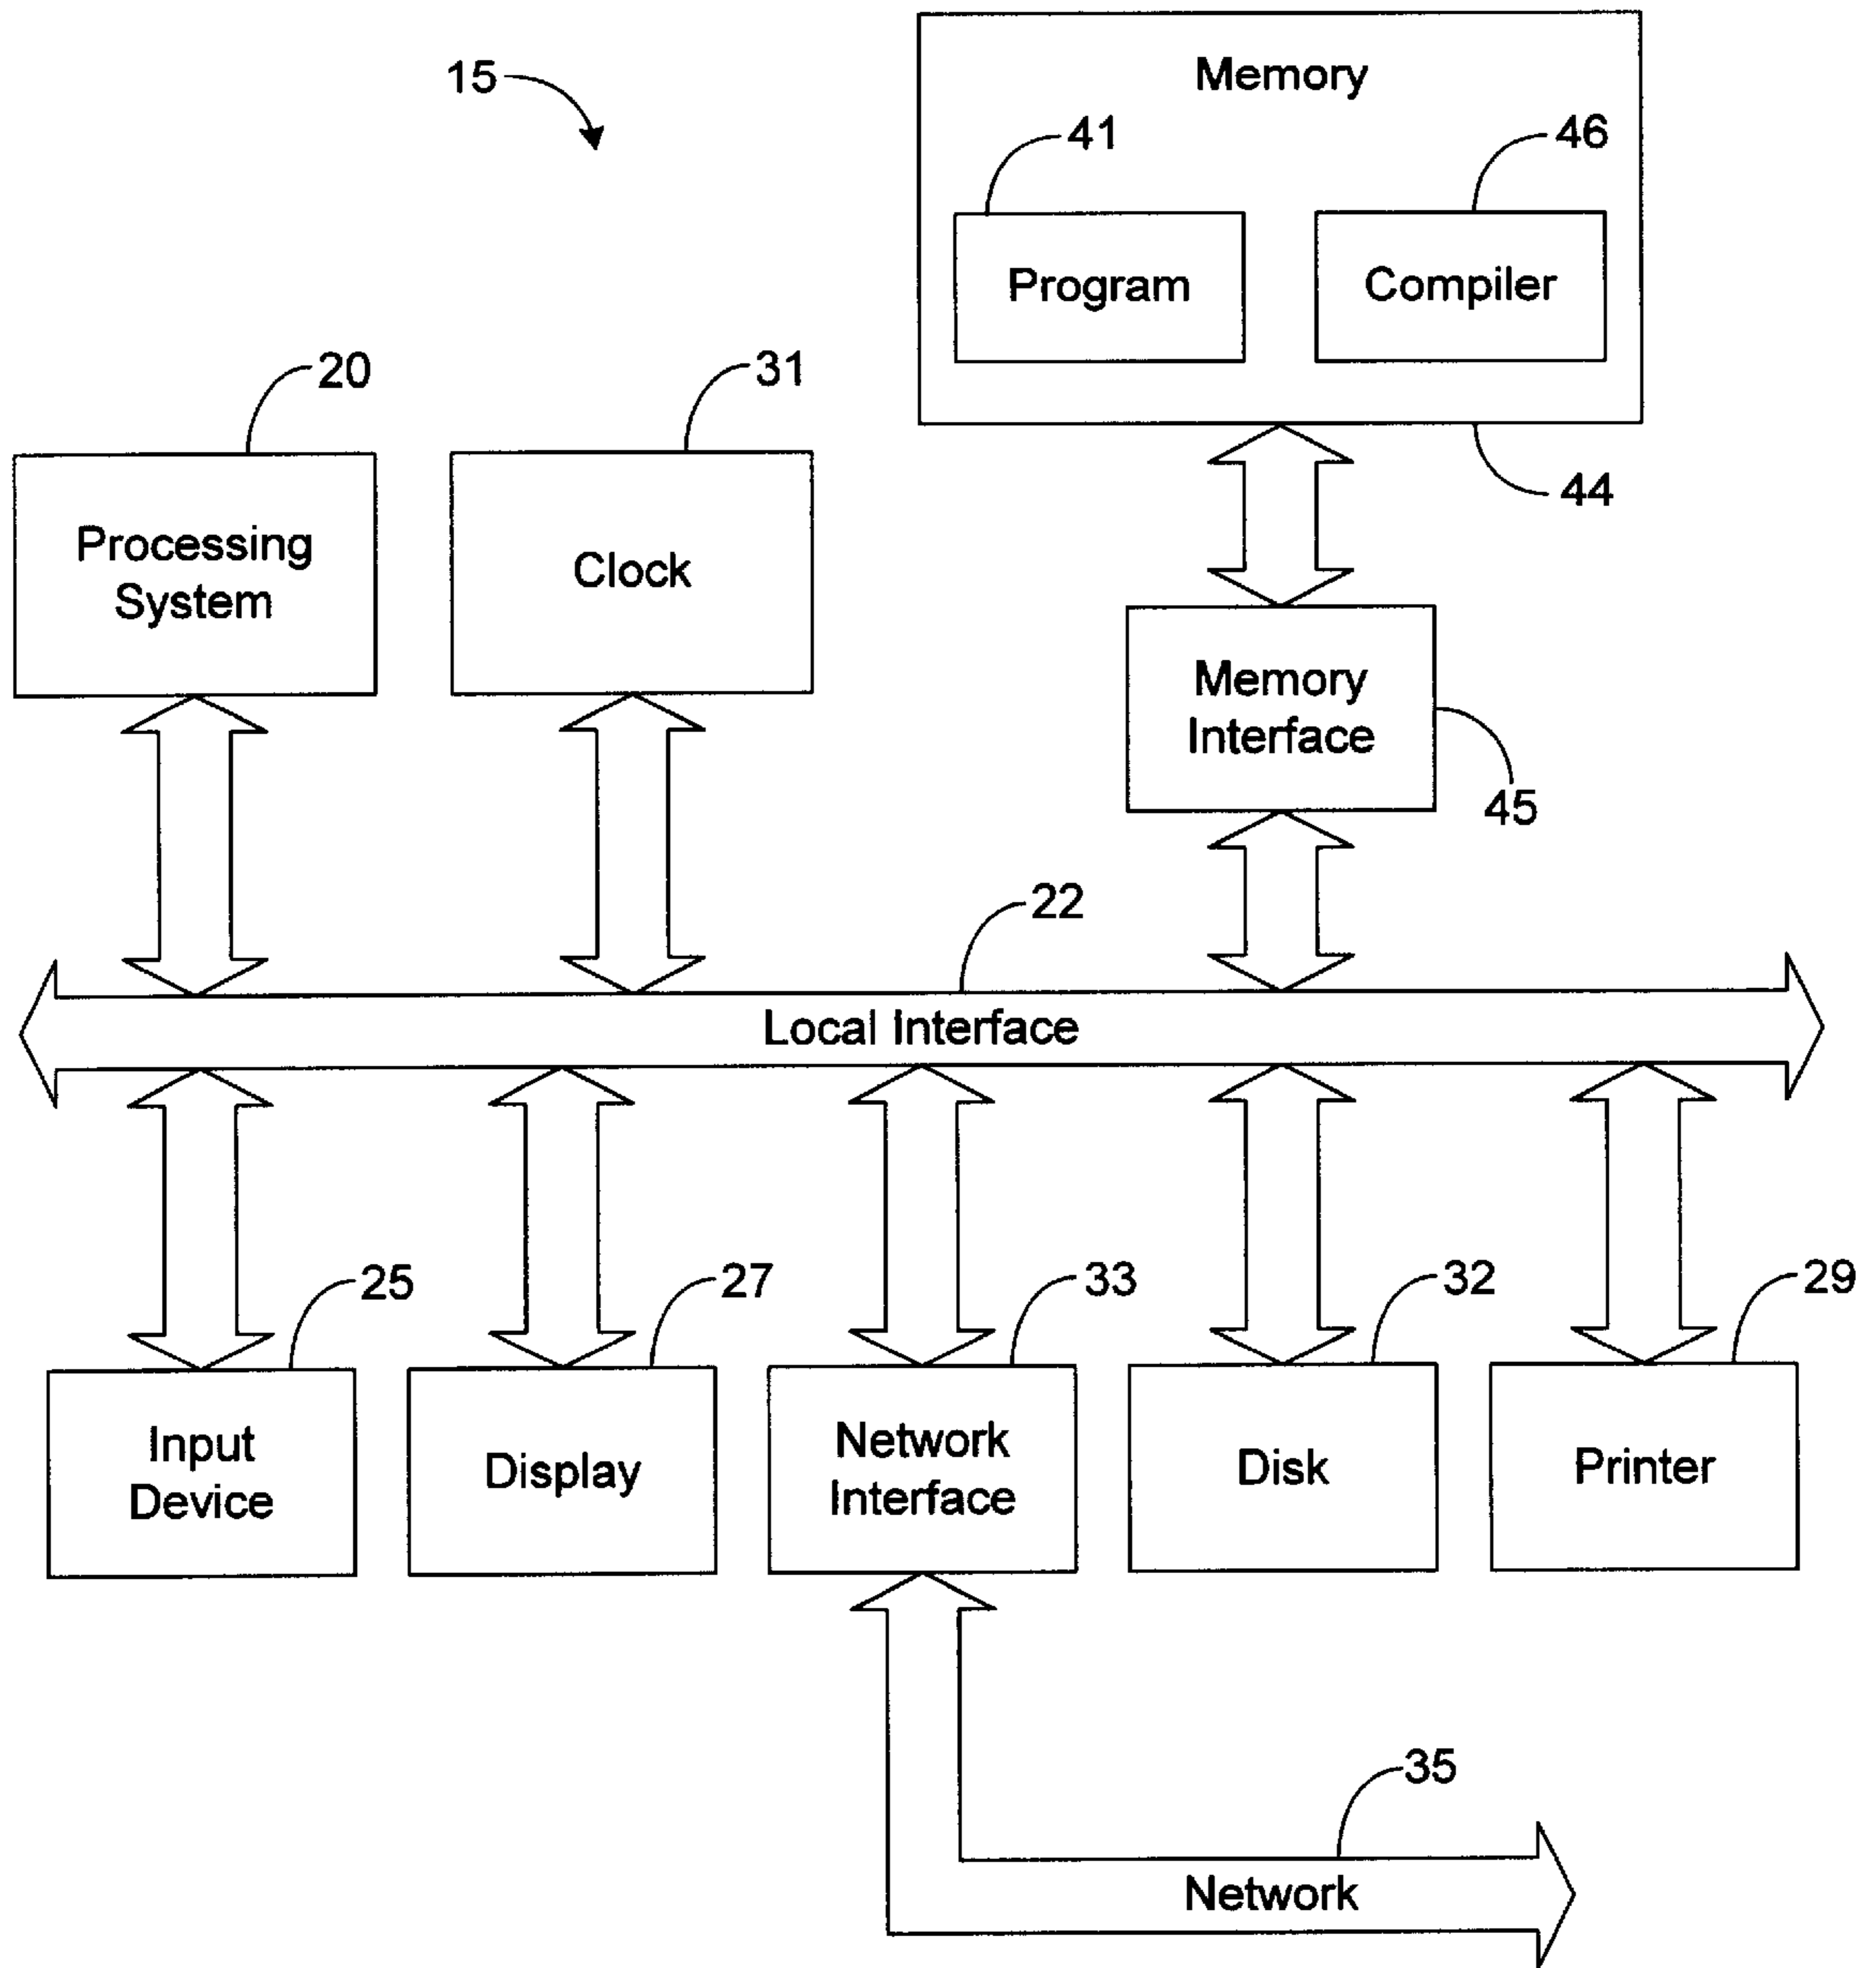 15
Memory
41
46
Program
Compiler
20
31
44
Processing
System
Clock
Memory
Interface
45
22
Local Interface
25
27
33
32
29
Input
Device
Display
Network
Interface
Disk
Printer
35
Network